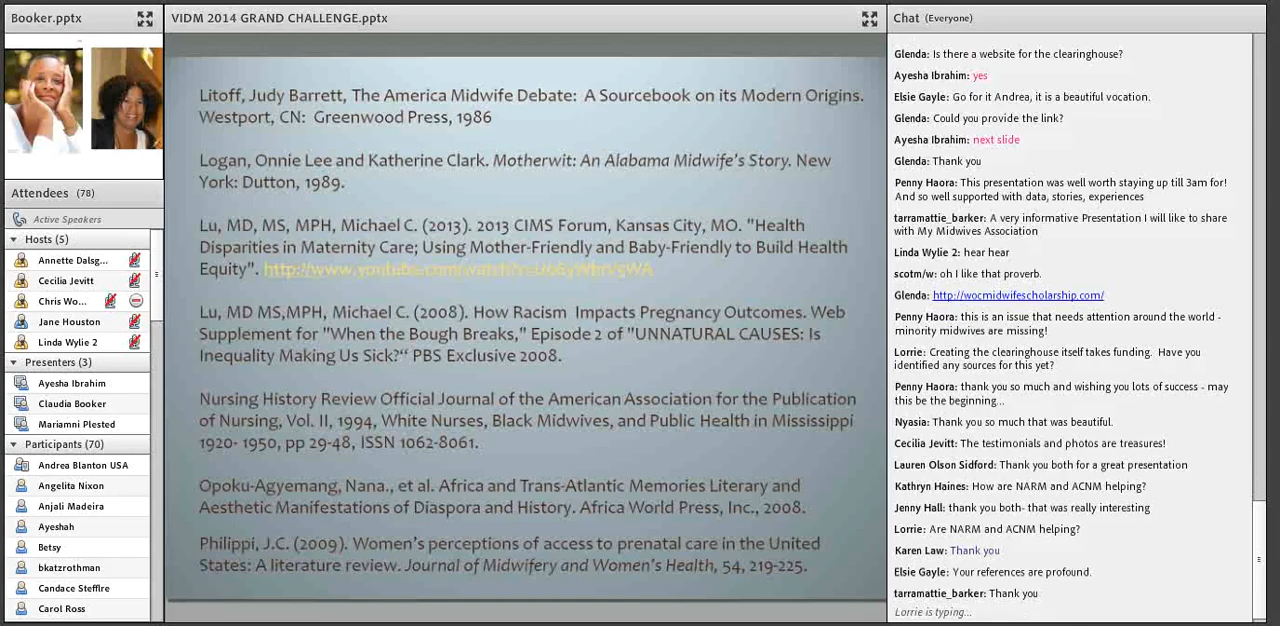 Booker.pptx
Attendees (78)
Active Speakers
Hosts (5)
Annette Dalsg...
Cecilia Jevitt
Chris Wo...
Jane Houston
Linda Wylie 2
Presenters (3)
Ayesha Ibrahim
Claudia Booker
Mariamni Plested
Participants (70)
Andrea Blanton USA
Angelita Nixon
Anjali Madeira
Ayeshah
Betsy
bkatzrothman
Candace Stefflre
Carol Ross
VIDM 2014 GRAND CHALLENGE.pptx
Litoff, Judy Barrett, The America Midwife Debate: A Sourcebook on its Modern Origins.
Westport, CN: Greenwood Press, 1986
Logan, Onnie Lee and Katherine Clark. Motherwit: An Alabama Midwife's Story. New
York: Dutton, 1989.
Lu, MD, MS, MPH, Michael C. (2013). 2013 CIMS Forum, Kansas City, MO. "Health
Disparities in Maternity Care; Using Mother-Friendly and Baby-Friendly to Build Health
Equity".
Lu, MD MS,MPH, Michael C. (2008). How Racism Impacts Pregnancy Outcomes. Web
Supplement for "When the Bough Breaks," Episode 2 of "UNNATURAL CAUSES: Is
Inequality Making Us Sick?“ PBS Exclusive 2008.
Nursing History Review Official Journal of the American Association for the Publication
of Nursing, Vol. II, 1994, White Nurses, Black Midwives, and Public Health in Mississippi
1920- 1950, pp 29-48, ISSN 1062-8061.
Opoku-Agyemang, Nana., et al. Africa and Trans-Atlantic Memories Literary and
Aesthetic Manifestations of Diaspora and History. Africa World Press, Inc., 2008.
Philippi, J.C. (2009). Women's perceptions of access to prenatal care in the United
States: A literature review. Journal of Midwifery and Women's Health, 54, 219-225.
Chat (Everyone)
Glenda: Is there a website for the clearinghouse?
Ayesha Ibrahim: yes
Elsie Gayle: Go for it Andrea, it is a beautiful vocation.
Glenda: Could you provide the link?
Ayesha Ibrahim: next slide
Glenda: Thank you
Penny Haora: This presentation was well worth staying up till 3am for!
And so well supported with data, stories, experiences
tarramattie_barker: A very informative Presentation I will like to share
with My Midwives Association
Linda Wylie 2: hear hear
scotm/w: oh I like that proverb.
Glenda: http://wocmidwifescholarship.com/
Penny Haora: this is an issue that needs attention around the world -
minority midwives are missing!
Lorrie: Creating the clearinghouse itself takes funding. Have you
identified any sources for this yet?
Penny Haora: thank you so much and wishing you lots of success - may
this be the beginning...
Nyasia: Thank you so much that was beautiful.
Cecilia Jevitt: The testimonials and photos are treasures!
Lauren Olson Sidford: Thank you both for a great presentation
Kathryn Haines: How are NARM and ACNM helping?
Jenny Hall: thank you both- that was really interesting
Lorrie: Are NARM and ACNM helping?
Karen Law: Thank you
Elsie Gayle: Your references are profound.
tarramattie_barker: Thank you
Lorrie is typing...